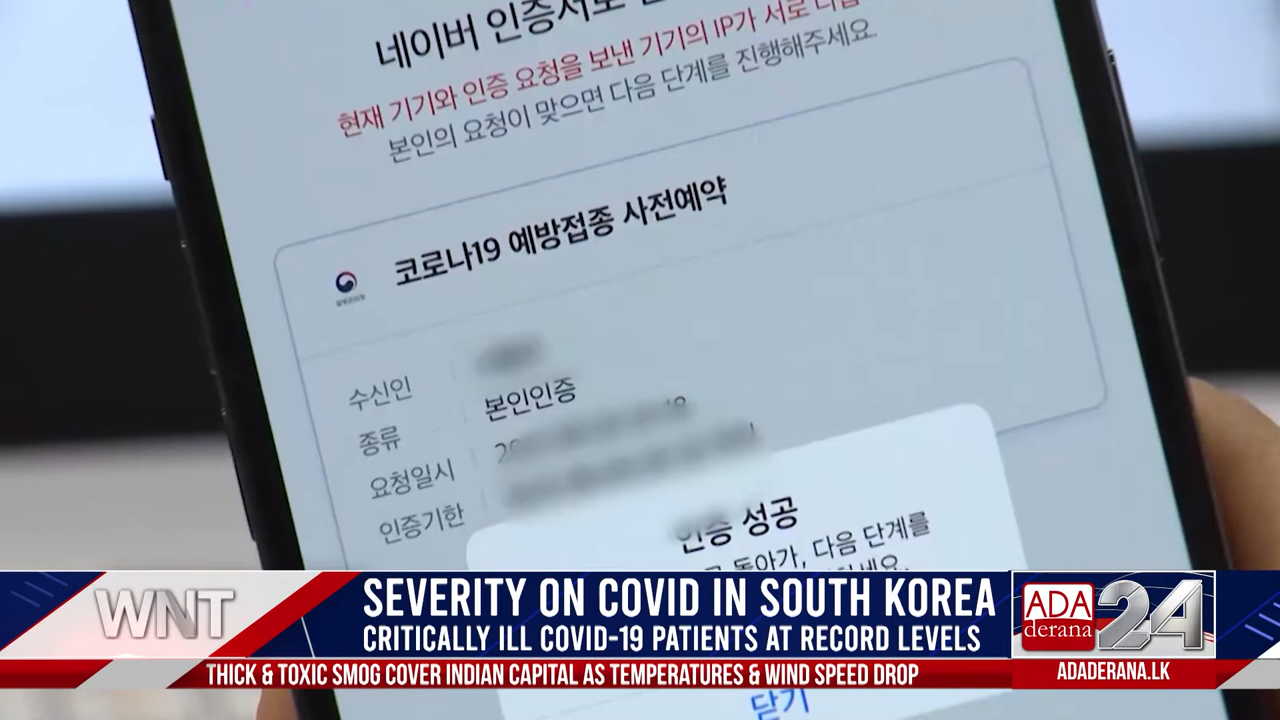 네이버 인증서로
현재 기기와 인증 요청을 보낸 기기의 IP가 서로 다릅
본인의 요청이 맞으면 다음 단계를 진행해주세요.
코로나19 예방접종 사전예약
수신인
종류 본인인증
요청일시
인증기한
인증 성공
돌아가, 다음 단계를
닫기
WNT
SEVERITY ON COVID IN SOUTH KOREA
CRITICALLY ILL COVID-19 PATIENTS AT RECORD LEVELS
ADA
derana
24
THICK & TOXIC SMOG COVER INDIAN CAPITAL AS TEMPERATURES & WIND SPEED DROP
ADADERANA.LK